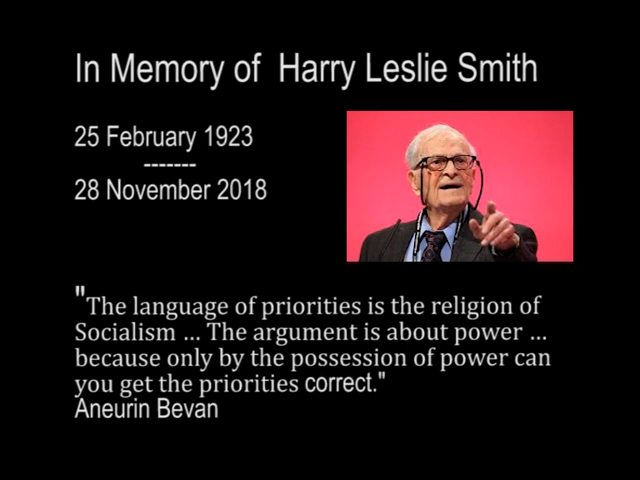 In Memory of  Harry Leslie Smith
25 February 1923
-------
28 November 2018
"The language of priorities is the religion of
Socialism ... The argument is about power ...
because only by the possession of power can
you get the priorities correct."
Aneurin Bevan